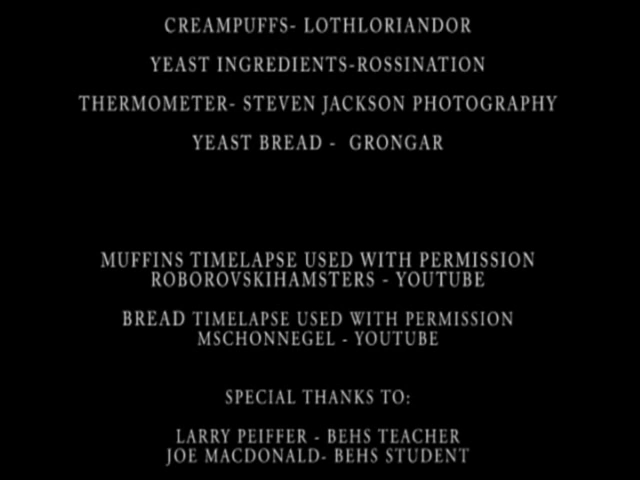 CREAMPUFFS- LOTHLORIANDOR
YEAST INGREDIENTS-ROSSINATION
THERMOMETER- STEVEN JACKSON PHOTOGRAPHY
YEAST BREAD - GRONGAR
MUFFINS TIMELAPSE USED WITH PERMISSION
ROBOROVSKIHAMSTERS - YOUTUBE
BREAD TIMELAPSE USED WITH PERMISSION
MSCHONNEGEL - YOUTUBE
SPECIAL THANKS TO:
LARRY PEIFFER - BEHS TEACHER
JOE MACDONALD- BEHS STUDENT